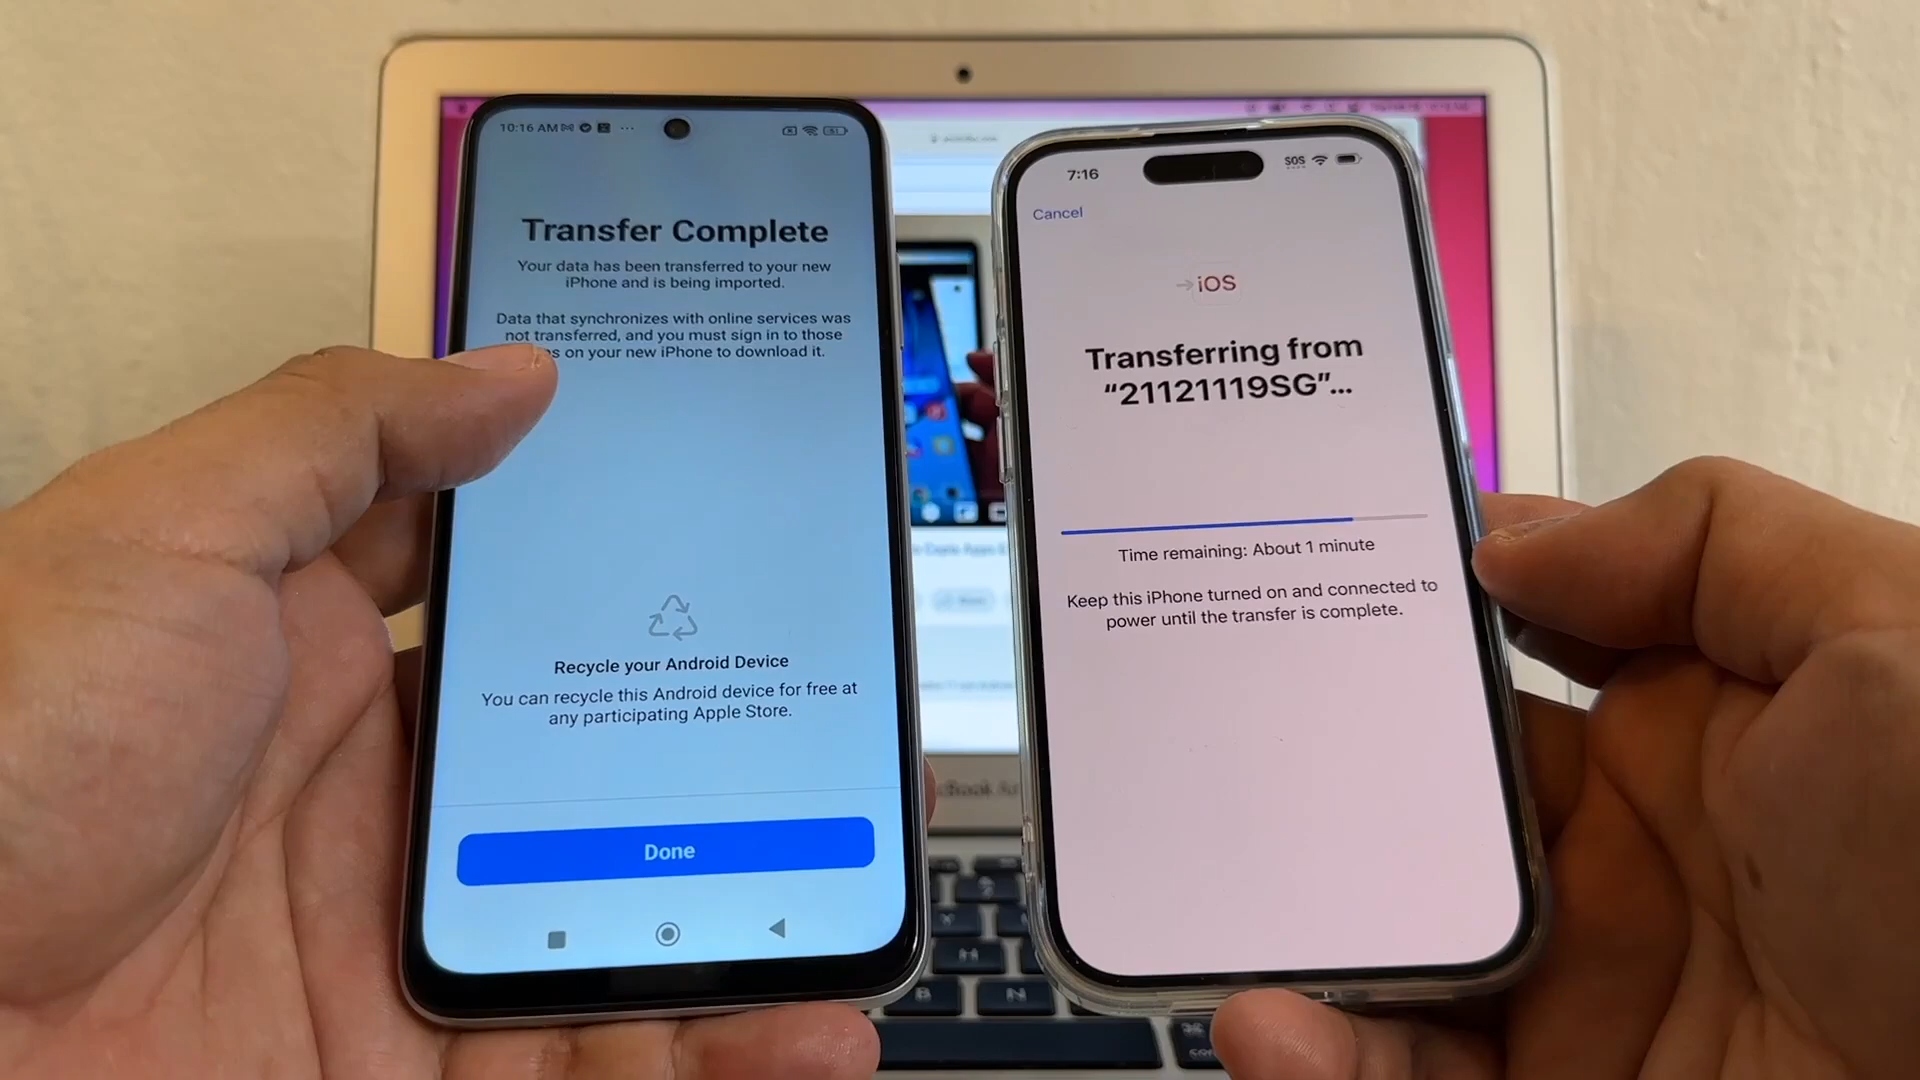 10:16 AM
Transfer Complete
Your data has been transferred to your new
iPhone and is being imported.
Data that synchronizes with online services was
not transferred, and you must sign in to those
on your new iPhone to download it.
Recycle your Android Device
You can recycle this Android device for free at
any participating Apple Store.
Done
7:16
SOS
Cancel
iOS
Transferring from
“21121119SG”...
Time remaining: About 1 minute
Keep this iPhone turned on and connected to
power until the transfer is complete.
B
N
H